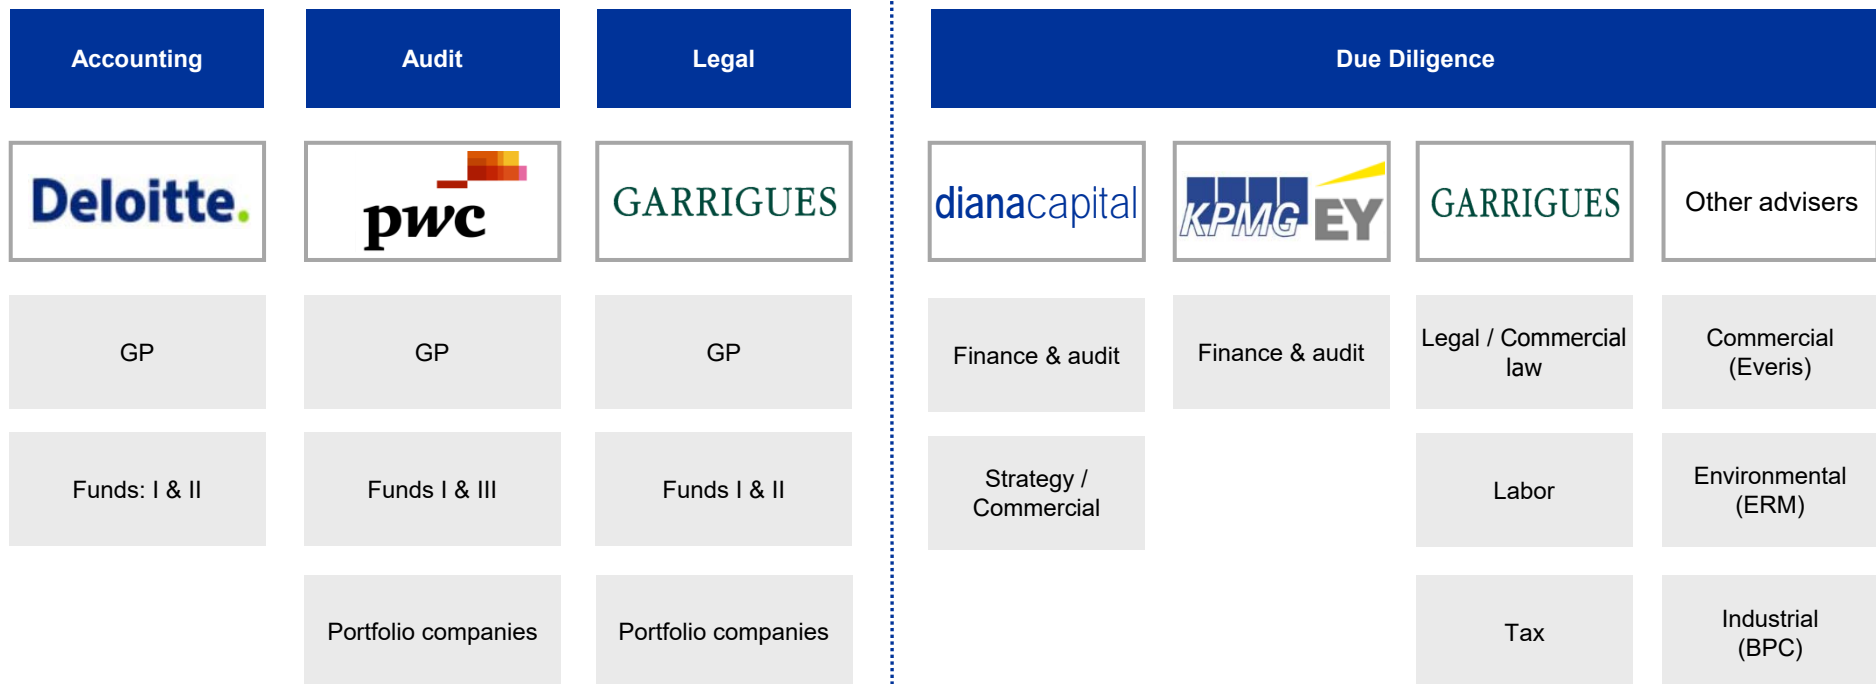 Accounting
Audit
Legal
Due Diligence
Deloitte.
pwc
GARRIGUES
dianacapital
KPMG
EY
GARRIGUES
Other advisers
GP
GP
GP
Finance & audit
Finance & audit
Legal / Commercial
law
Commercial
(Everis)
Funds: I & II
Funds I & III
Funds I & II
Strategy /
Commercial
Labor
Environmental
(ERM)
Portfolio companies
Portfolio companies
Tax
Industrial
(BPC)